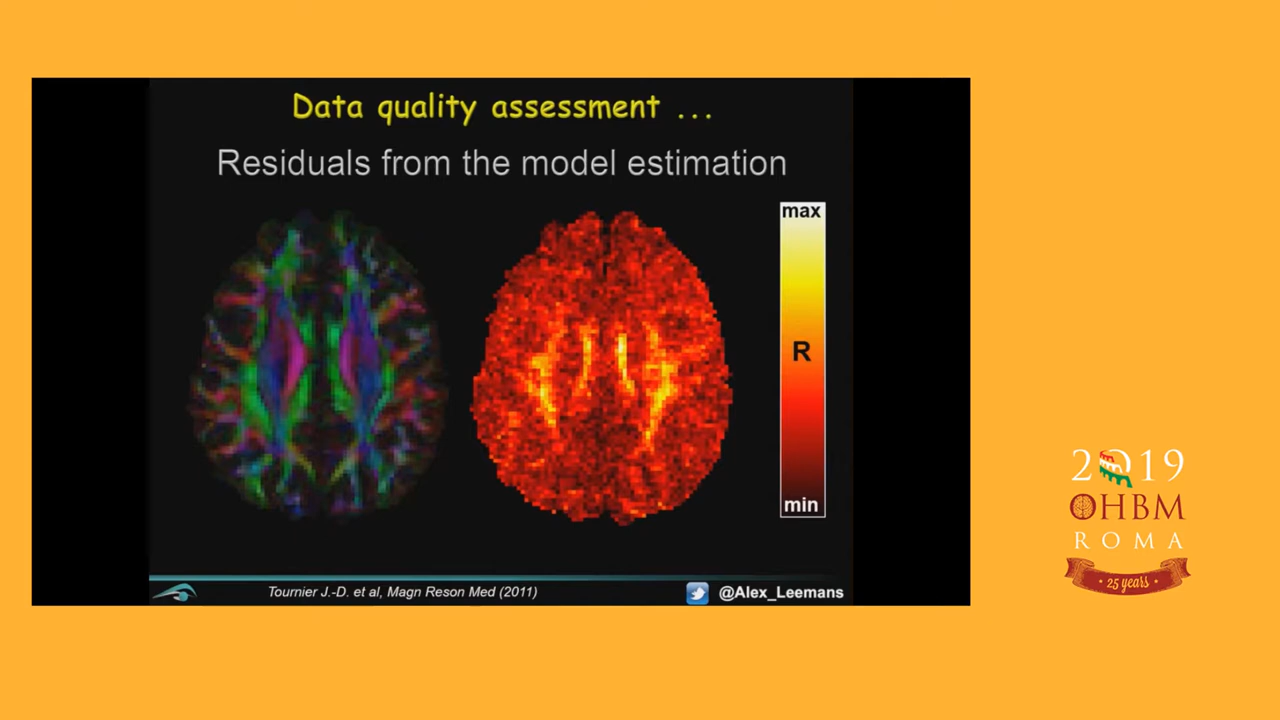 Data quality assessment ...
Residuals from the model estimation
max
R
min
Tournier J.-D. et al, Magn Reson Med (2011)
@Alex_Leemans
2019
OHBM
ROMA
• 25 years •